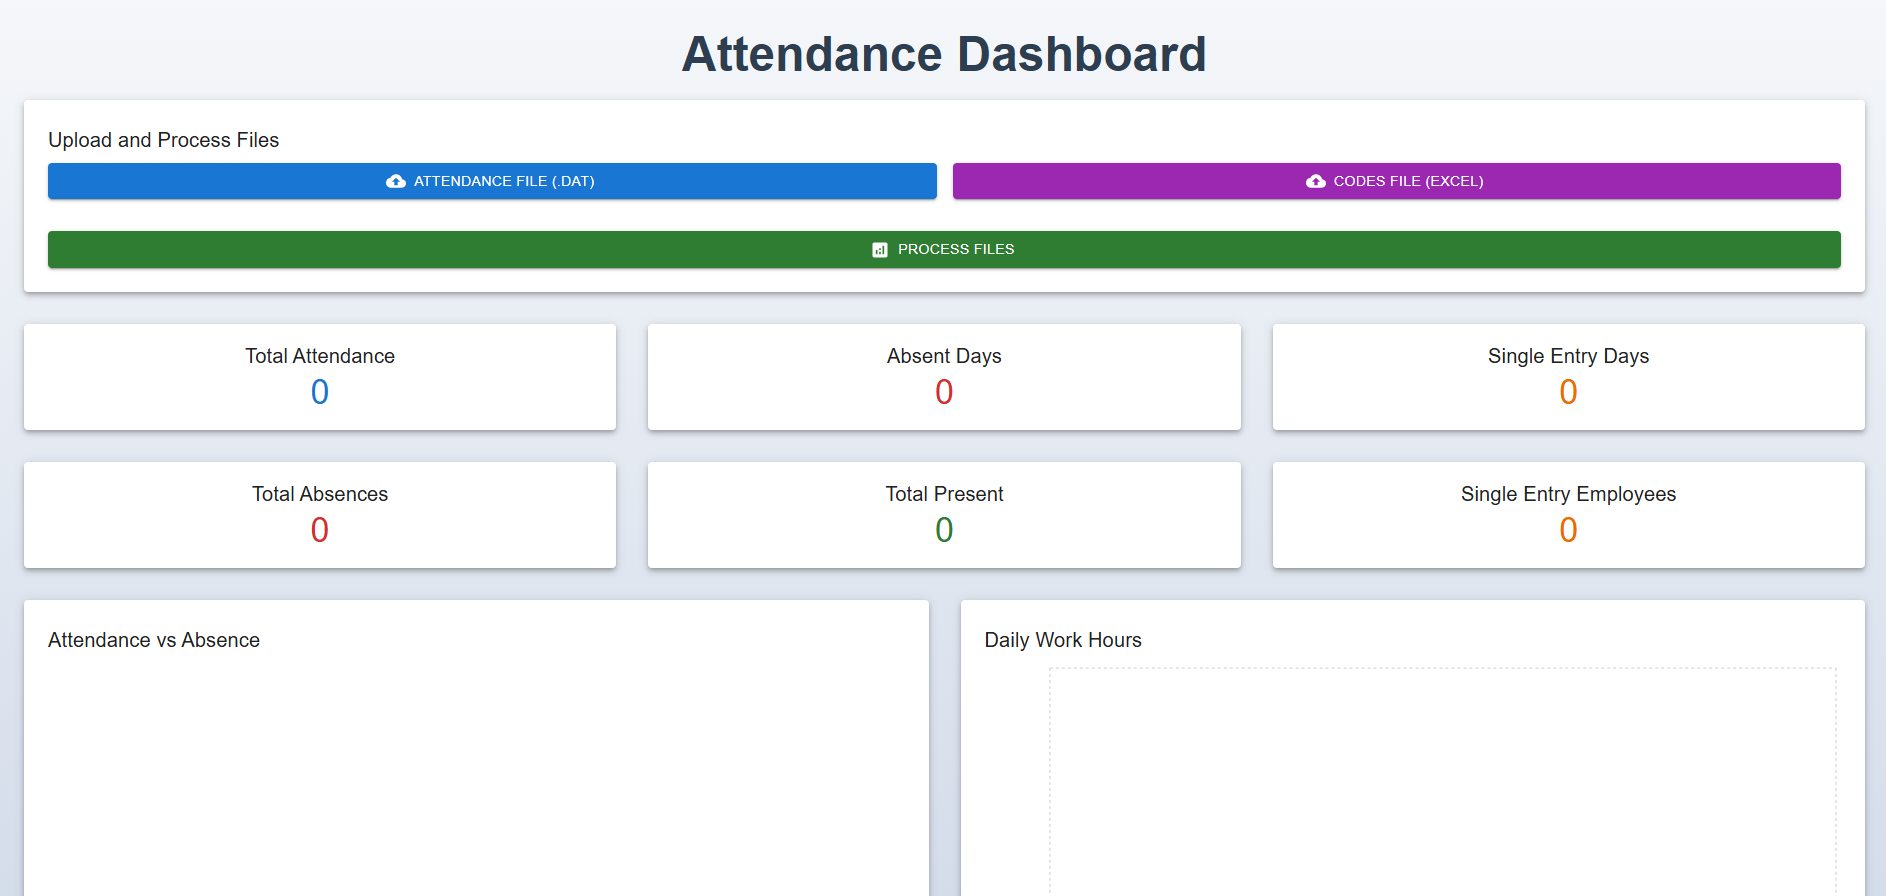 Attendance Dashboard
Upload and Process Files
ATTENDANCE FILE (.DAT)
CODES FILE (EXCEL)
PROCESS FILES
Total Attendance
0
Absent Days
0
Single Entry Days
0
Total Absences
0
Total Present
0
Single Entry Employees
0
Attendance vs Absence
Daily Work Hours